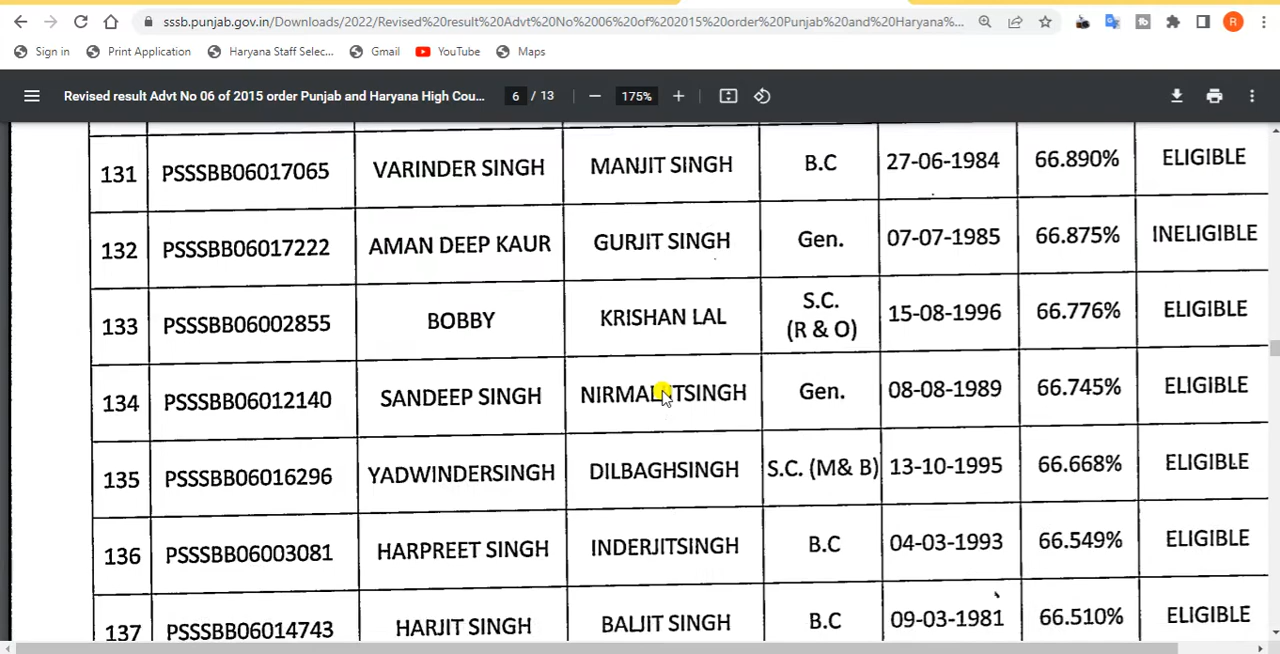 sssb.punjab.gov.in/Downloads/2022/Revised%20result%20Advt%20No%2006%20of%202015%20order%20Punjab%20and%20Haryana%...
R
Sign in Print Application Haryana Staff Selec... Gmail YouTube Maps
Revised result Advt No 06 of 2015 order Punjab and Haryana High Cou... 6 / 13 175%
131 PSSSBB06017065 VARINDER SINGH MANJIT SINGH B.C 27-06-1984 66.890% ELIGIBLE
132 PSSSBB06017222 AMAN DEEP KAUR GURJIT SINGH Gen. 07-07-1985 66.875% INELIGIBLE
133 PSSSBB06002855 BOBBY KRISHAN LAL S.C. (R & O) 15-08-1996 66.776% ELIGIBLE
134 PSSSBB06012140 SANDEEP SINGH Gen. 08-08-1989 66.745% ELIGIBLE
135 PSSSBB06016296 YADWINDERSINGH DILBAGHSINGH S.C. (M& B) 13-10-1995 66.668% ELIGIBLE
136 PSSSBB06003081 HARPREET SINGH INDERJITSINGH B.C 04-03-1993 66.549% ELIGIBLE
137 PSSSBB06014743 HARJIT SINGH BALJIT SINGH B.C 09-03-1981 66.510% ELIGIBLE